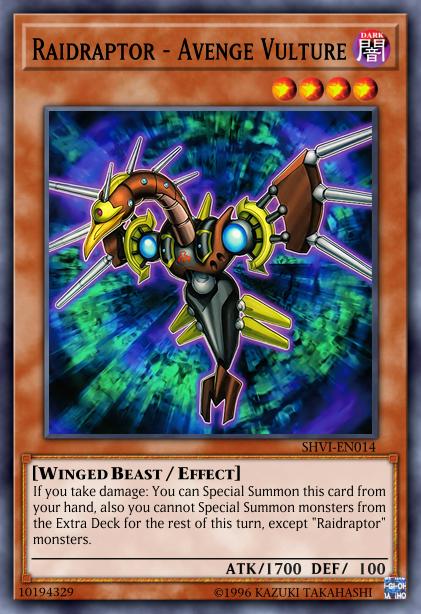 Raidraptor - Avenge Vulture
DARK
闇
SHVI-EN014
[Winged Beast / Effect]
If you take damage: You can Special Summon this card from
your hand, also you cannot Special Summon monsters from
the Extra Deck for the rest of this turn, except "Raidraptor"
monsters.
ATK/1700 DEF/ 100
10194329
©1996 KAZUKI TAKAHASHI